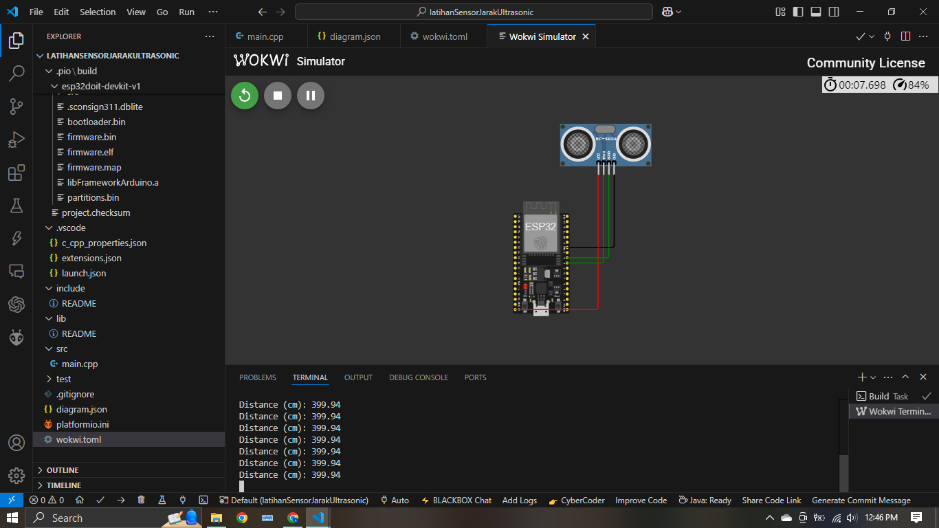 File Edit Selection View Go Run ···
latihanSensorJarakUltrasonic
EXPLORER
main.cpp
diagram.json
wokwi.toml
Wokwi Simulator
LATIHANSENSORJARAKULTRASONIC
.pio\build
esp32doit-devkit-v1
src
.sconsign311.dblite
bootloader.bin
firmware.bin
firmware.elf
firmware.map
libFrameworkArduino.a
partitions.bin
project.checksum
.vscode
c_cpp_properties.json
extensions.json
launch.json
include
README
lib
README
src
main.cpp
test
.gitignore
diagram.json
platformio.ini
wokwi.toml
OUTLINE
TIMELINE
WOKWI Simulator
Community License
00:07.698 84%
HC-SR04
ESP32
PROBLEMS TERMINAL OUTPUT DEBUG CONSOLE PORTS
Distance (cm): 399.94
Distance (cm): 399.94
Distance (cm): 399.94
Distance (cm): 399.94
Distance (cm): 399.94
Distance (cm): 399.94
Distance (cm): 399.94
Build Task
Wokwi Termin...
0 0 Default (latihanSensorJarakUltrasonic) Auto BLACKBOX Chat Add Logs CyberCoder Improve Code Java: Ready Share Code Link Generate Commit Message
Search
12:46 PM